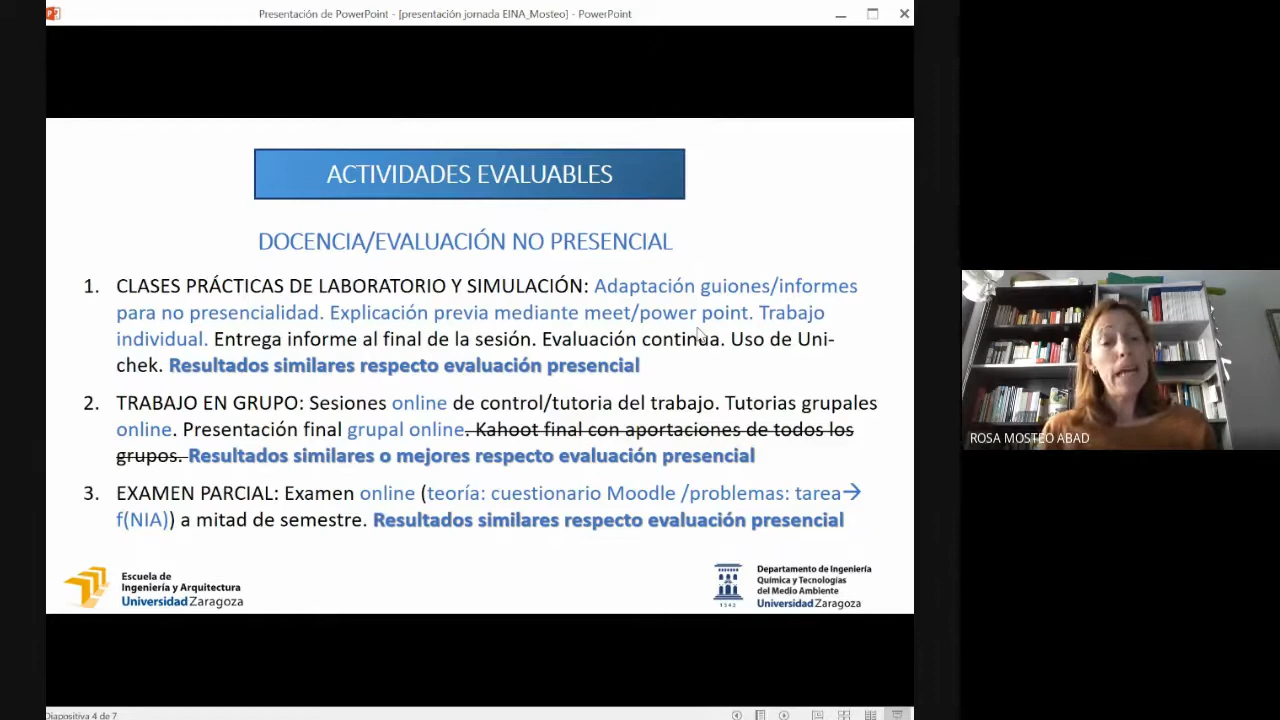 Presentación de PowerPoint - [presentación jornada EINA_Mosteo] - PowerPoint
ACTIVIDADES EVALUABLES
DOCENCIA/EVALUACIÓN NO PRESENCIAL
1. CLASES PRÁCTICAS DE LABORATORIO Y SIMULACIÓN: Adaptación guiones/informes
para no presencialidad. Explicación previa mediante meet/power point. Trabajo
individual. Entrega informe al final de la sesión. Evaluación continua. Uso de Uni-
chek. Resultados similares respecto evaluación presencial
2. TRABAJO EN GRUPO: Sesiones online de control/tutoria del trabajo. Tutorias grupales
online. Presentación final grupal online. Kahoot final con aportaciones de todos los
grupos. Resultados similares o mejores respecto evaluación presencial
3. EXAMEN PARCIAL: Examen online (teoría: cuestionario Moodle /problemas: tarea→
f(NIA)) a mitad de semestre. Resultados similares respecto evaluación presencial
Escuela de
Ingeniería y Arquitectura
Universidad Zaragoza
1542
Departamento de Ingeniería
Química y Tecnologías
del Medio Ambiente
Universidad Zaragoza
Diapositiva 4 de 7
ROSA MOSTEO ABAD